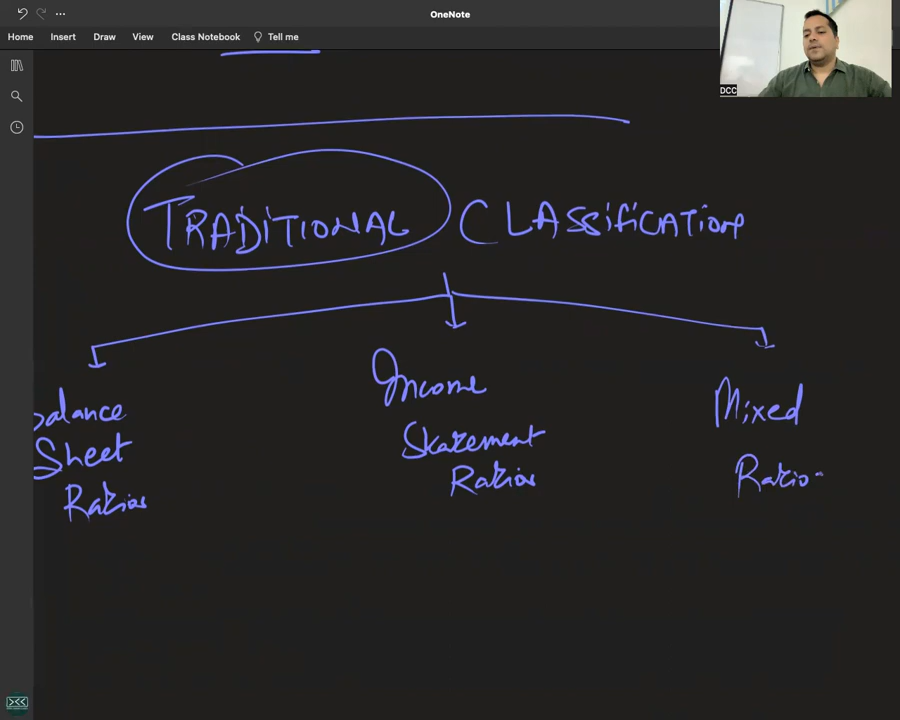 OneNote
Home Insert Draw View Class Notebook Tell me
DCC
TRADITIONAL CLASSIFICATION
Balance
Sheet
Ratios
Income
Statement
Ratios
Mixed
Ratio